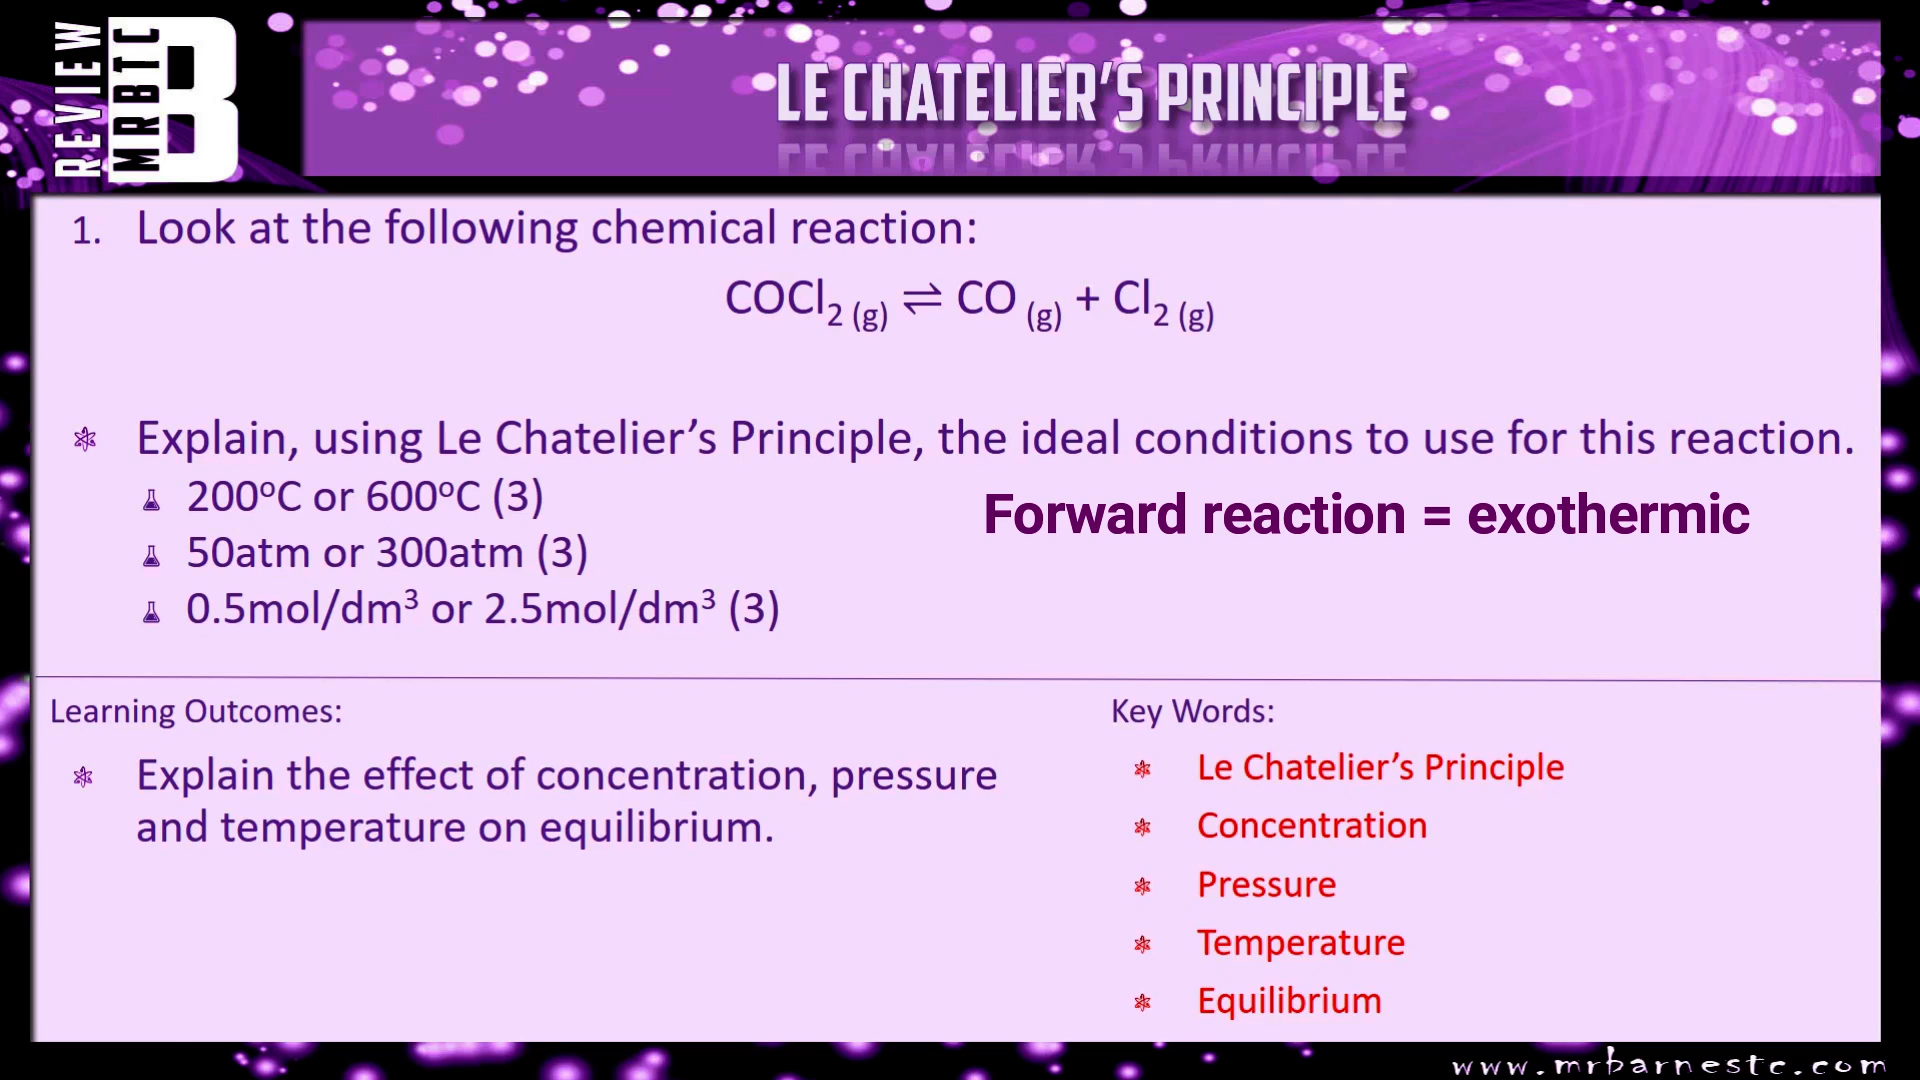 REVIEW
MRBTC
B
LE CHATELIER'S PRINCIPLE
1. Look at the following chemical reaction:
COCl₂ (g) ⇌ CO (g) + Cl₂ (g)
Explain, using Le Chatelier's Principle, the ideal conditions to use for this reaction.
200°C or 600°C (3)
Forward reaction = exothermic
50atm or 300atm (3)
0.5mol/dm³ or 2.5mol/dm³ (3)
Learning Outcomes:
Explain the effect of concentration, pressure
and temperature on equilibrium.
Key Words:
Le Chatelier's Principle
Concentration
Pressure
Temperature
Equilibrium
www.mrbarnestc.com